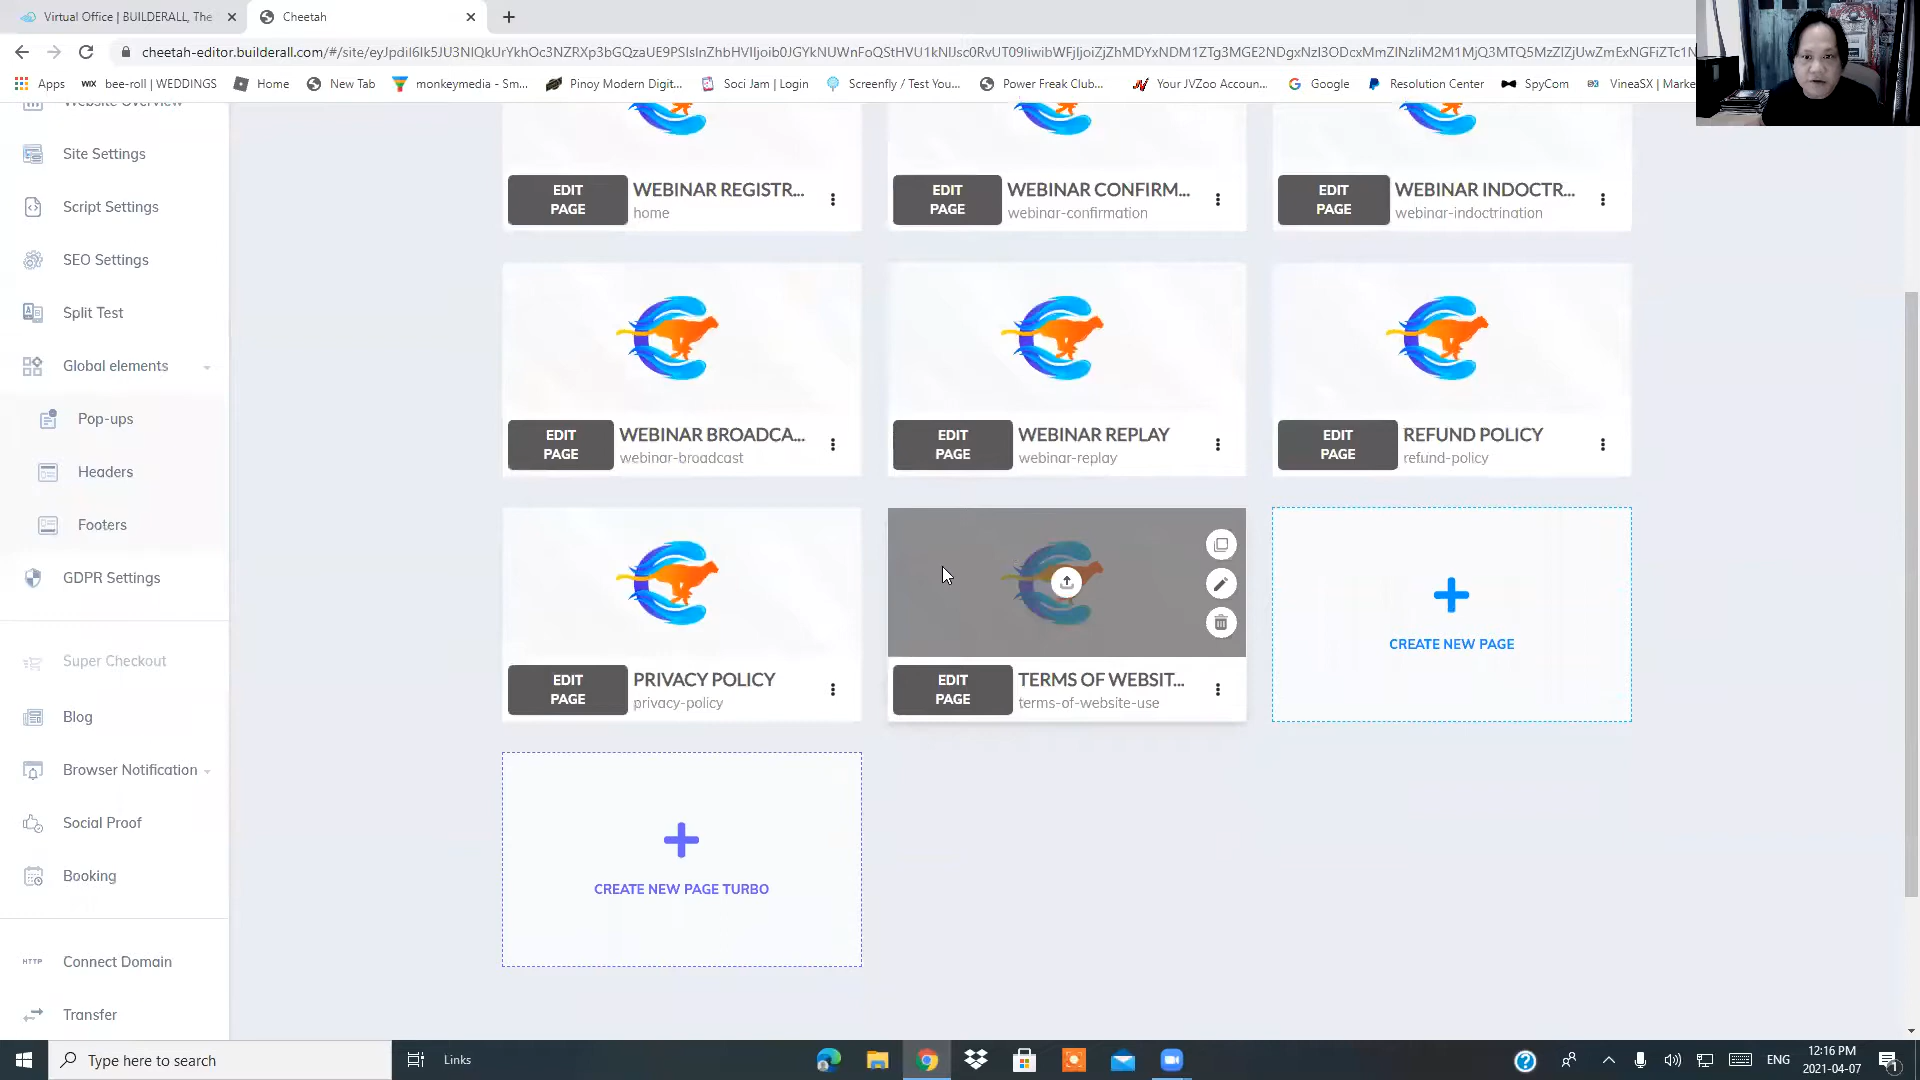 Virtual Office | BUILDERALL, The
Cheetah
Apps
WIX bee-roll | WEDDINGS
Home
New Tab
monkeymedia - Sm...
Pinoy Modern Digit...
Soci Jam | Login
Screenfly / Test You...
Power Freak Club...
Your JVZoo Accoun...
Google
Resolution Center
SpyCom
VineaSX | Marke
Website Overview
Site Settings
Script Settings
SEO Settings
Split Test
Global elements
Pop-ups
Headers
Footers
GDPR Settings
Super Checkout
Blog
Browser Notification
Social Proof
Booking
HTTP Connect Domain
Transfer
EDIT
PAGE
WEBINAR REGISTR...
home
EDIT
PAGE
WEBINAR CONFIRM...
webinar-confirmation
EDIT
PAGE
WEBINAR INDOCTR...
webinar-indoctrination
EDIT
PAGE
WEBINAR BROADCA...
webinar-broadcast
EDIT
PAGE
WEBINAR REPLAY
webinar-replay
EDIT
PAGE
REFUND POLICY
refund-policy
EDIT
PAGE
PRIVACY POLICY
privacy-policy
EDIT
PAGE
TERMS OF WEBSIT...
terms-of-website-use
CREATE NEW PAGE
CREATE NEW PAGE TURBO
Type here to search
Links
ENG
12:16 PM
2021-04-07